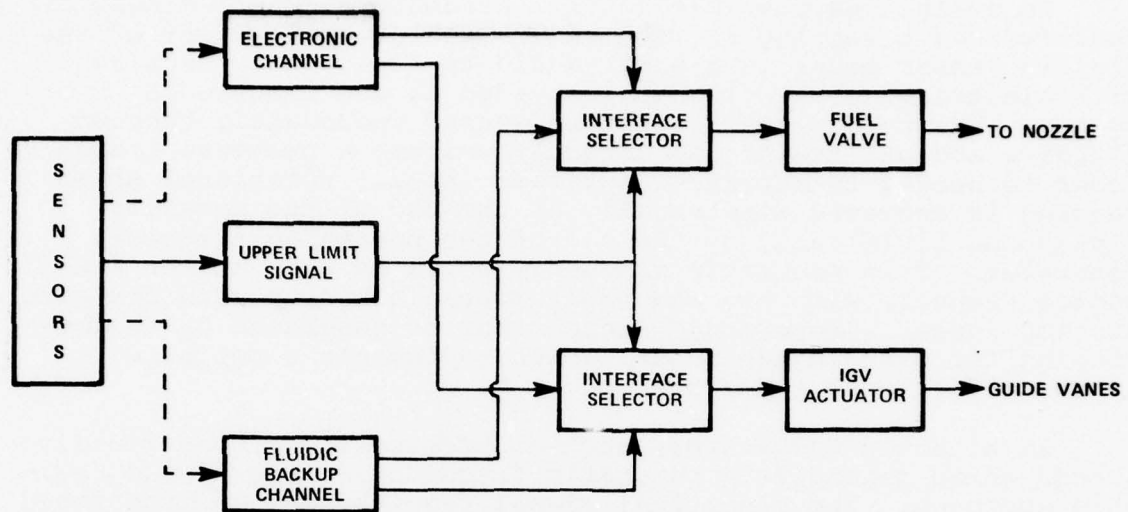 SENSORS
ELECTRONIC
CHANNEL
UPPER LIMIT
SIGNAL
FLUIDIC
BACKUP
CHANNEL
INTERFACE
SELECTOR
FUEL
VALVE
TO NOZZLE
INTERFACE
SELECTOR
IGV
ACTUATOR
GUIDE VANES